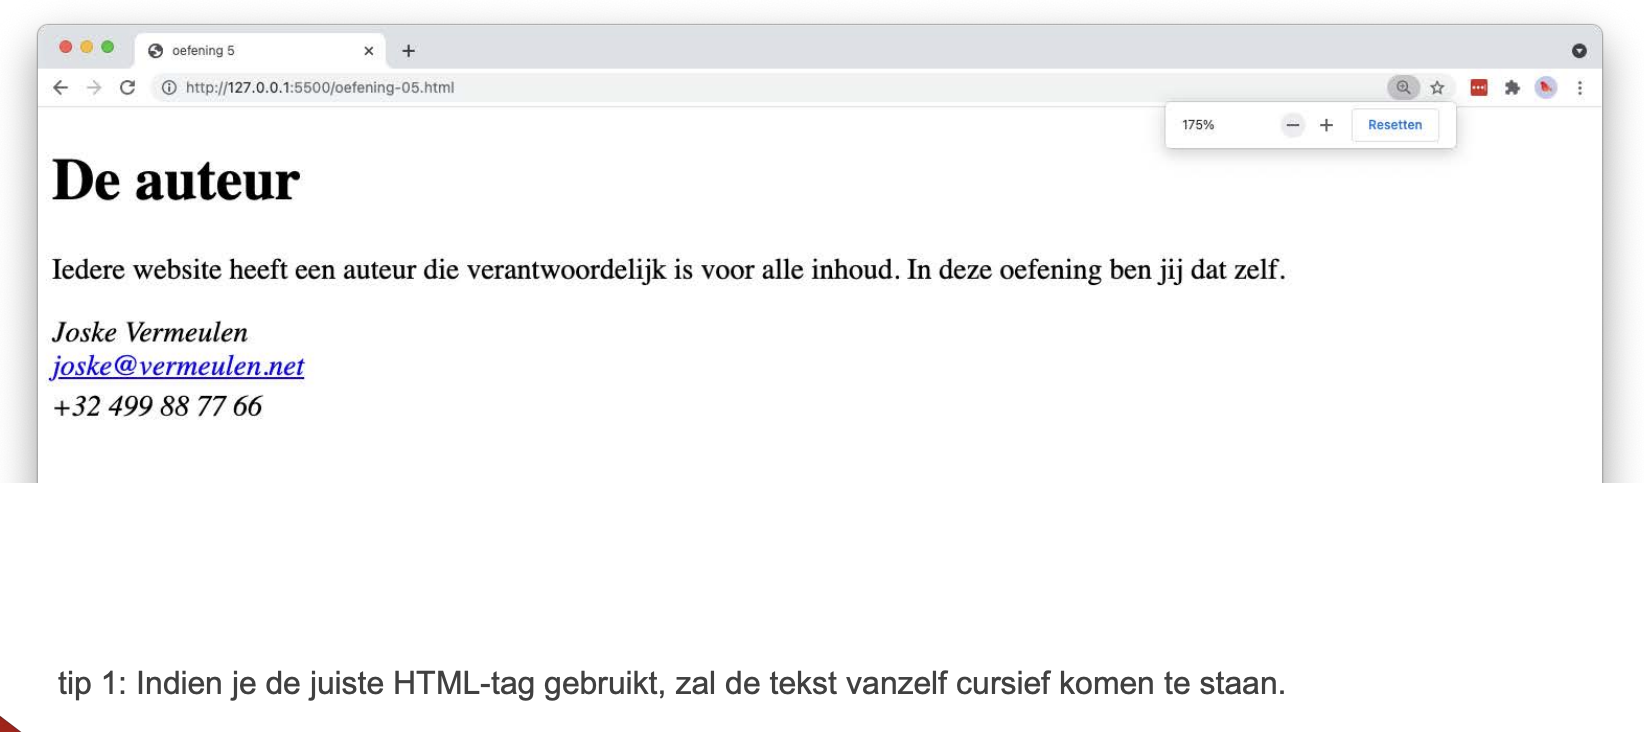 oefening 5
http://127.0.0.1:5500/oefening-05.html
175%
Resetten
De auteur
Iedere website heeft een auteur die verantwoordelijk is voor alle inhoud. In deze oefening ben jij dat zelf.
Joske Vermeulen
joske@vermeulen.net
+32 499 88 77 66
tip 1: Indien je de juiste HTML-tag gebruikt, zal de tekst vanzelf cursief komen te staan.